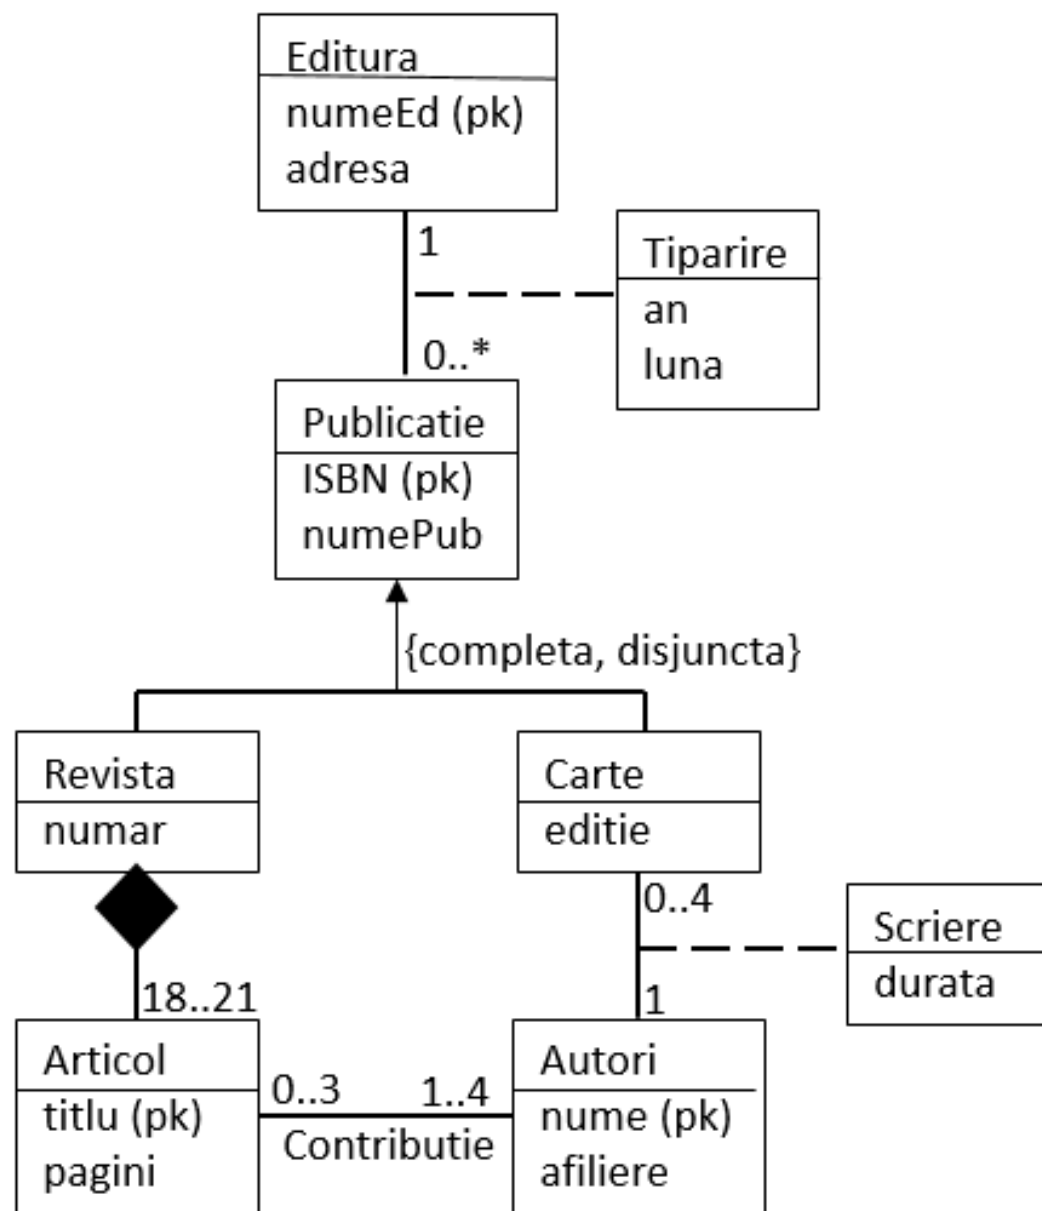 Editura
numeEd (pk)
adresa
1
Tiparire
an
luna
0..*
Publicatie
ISBN (pk)
numePub
{completa, disjuncta}
Revista
numar
Carte
editie
0..4
Scriere
durata
18..21
1
Articol
titlu (pk)
pagini
0..3
1..4
Contributie
Autori
nume (pk)
afiliere